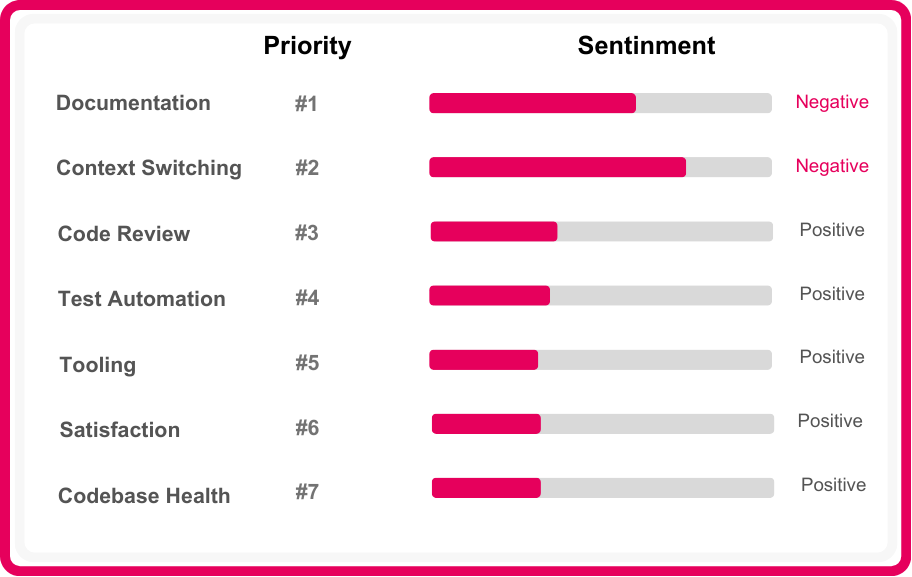 Priority Sentinment
Documentation #1 Negative
Context Switching #2 Negative
Code Review #3 Positive
Test Automation #4 Positive
Tooling #5 Positive
Satisfaction #6 Positive
Codebase Health #7 Positive